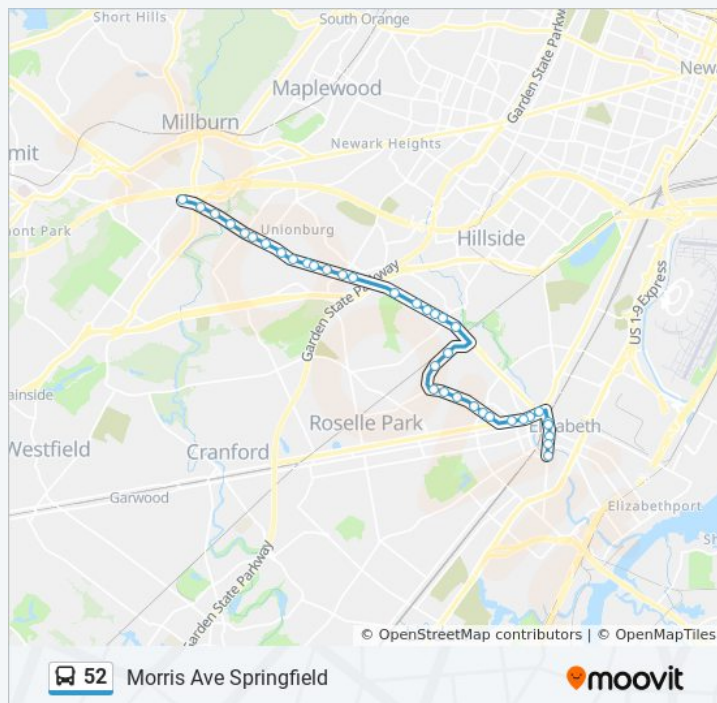 Short Hills
South Orange
Garden State Parkway
Newa
Maplewood
Millburn
Newark Heights
mit
Unionburg
ont Park
Hillside
US 1-9 Express
Garden State Parkway
ainside
Roselle Park
Elizabeth
Westfield
Cranford
Garwood
Elizabethport
Sh
Garden State Parkway
© OpenStreetMap contributors | © OpenMapTiles
52 Morris Ave Springfield
moovit